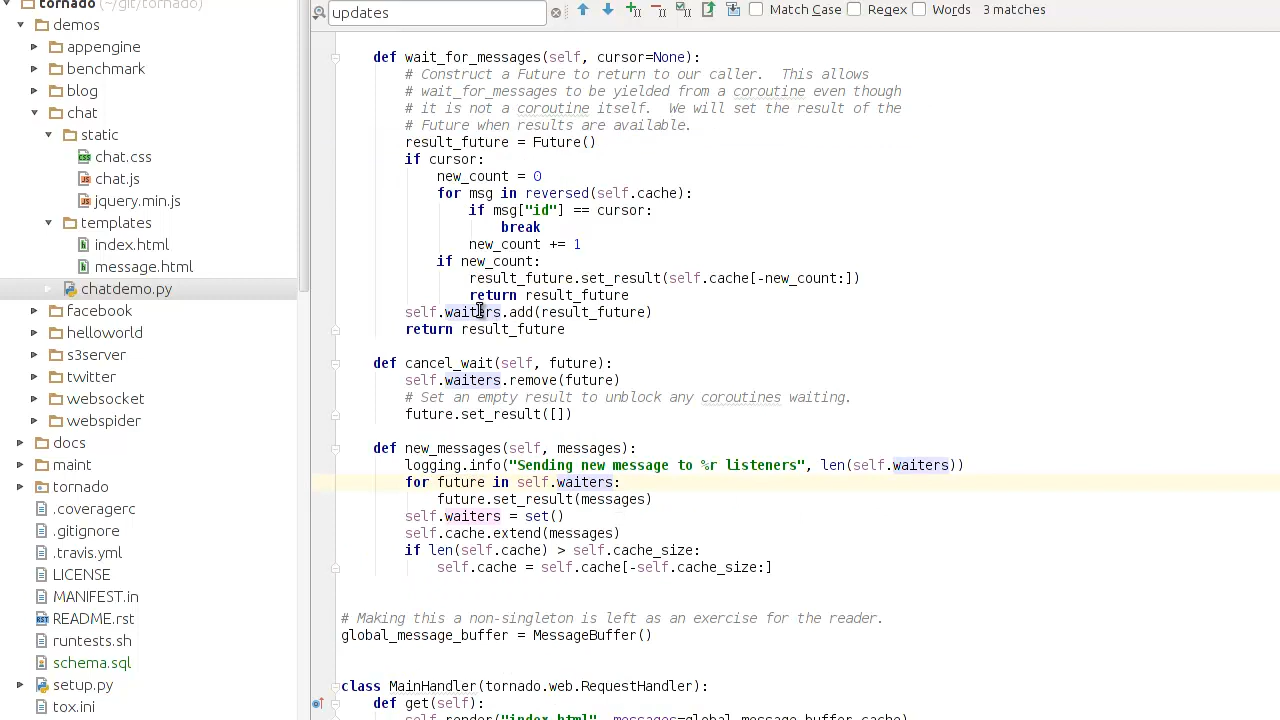 tornado (~/git/tornado)
demos
appengine
benchmark
blog
chat
static
chat.css
chat.js
jquery.min.js
templates
index.html
message.html
chatdemo.py
facebook
helloworld
s3server
twitter
websocket
webspider
docs
maint
tornado
.coveragerc
.gitignore
.travis.yml
LICENSE
MANIFEST.in
README.rst
runtests.sh
schema.sql
setup.py
tox.ini
updates Match Case Regex Words 3 matches
def wait_for_messages(self, cursor=None):
# Construct a Future to return to our caller.  This allows
# wait_for_messages to be yielded from a coroutine even though
# it is not a coroutine itself.  We will set the result of the
# Future when results are available.
result_future = Future()
if cursor:
new_count = 0
for msg in reversed(self.cache):
if msg["id"] == cursor:
break
new_count += 1
if new_count:
result_future.set_result(self.cache[-new_count:])
return result_future
self.waiters.add(result_future)
return result_future
def cancel_wait(self, future):
self.waiters.remove(future)
# Set an empty result to unblock any coroutines waiting.
future.set_result([])
def new_messages(self, messages):
logging.info("Sending new message to %r listeners", len(self.waiters))
for future in self.waiters:
future.set_result(messages)
self.waiters = set()
self.cache.extend(messages)
if len(self.cache) > self.cache_size:
self.cache = self.cache[-self.cache_size:]
# Making this a non-singleton is left as an exercise for the reader.
global_message_buffer = MessageBuffer()
class MainHandler(tornado.web.RequestHandler):
def get(self):
self.render("index.html", messages=global_message_buffer.cache)